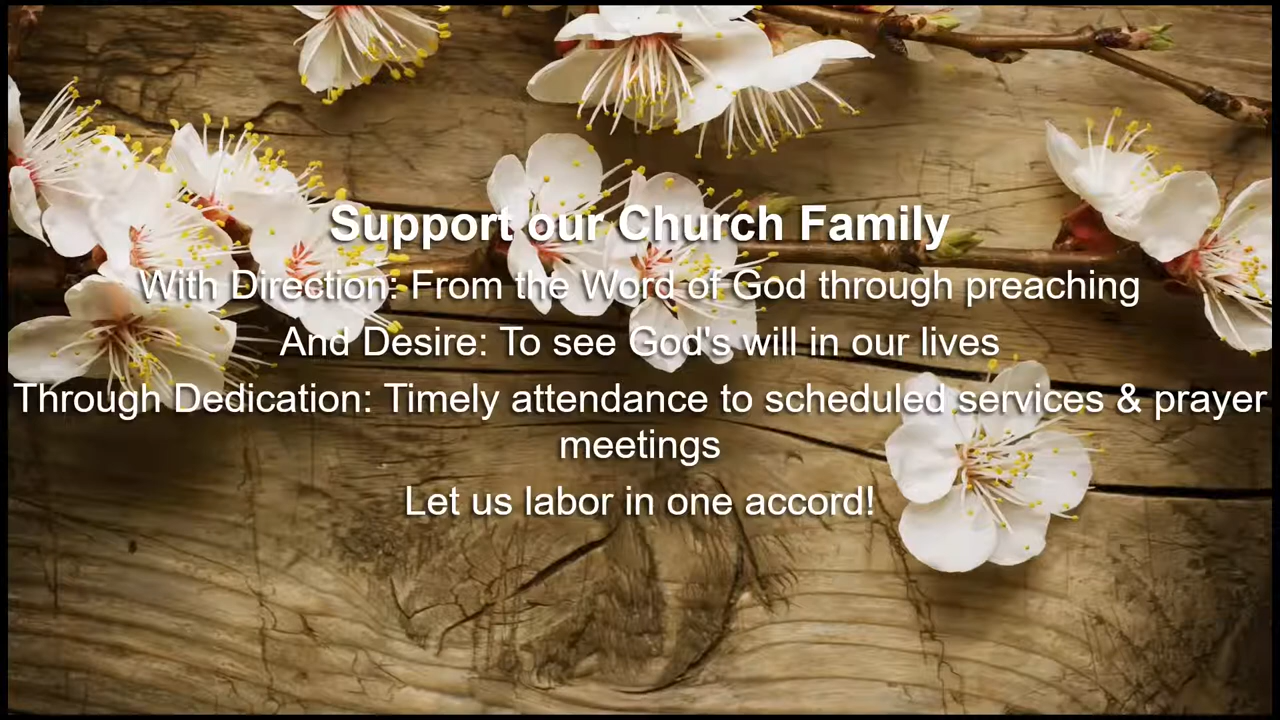 Support our Church Family
With Direction: From the Word of God through preaching
And Desire: To see God's will in our lives
Through Dedication: Timely attendance to scheduled services & prayer
meetings
Let us labor in one accord!